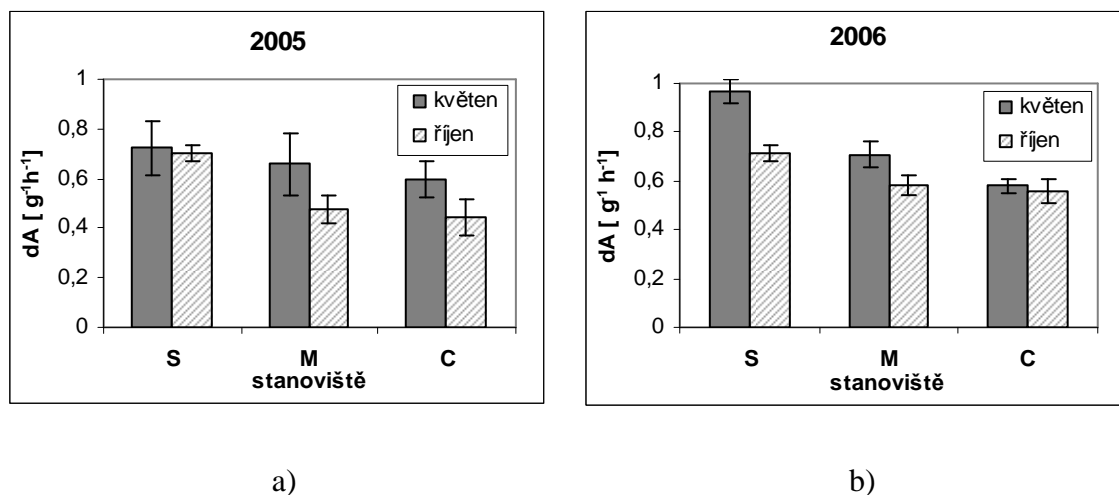 2005
1
0,8
0,6
0,4
0,2
0
dA [ g-1h-1]
květen
říjen
S M C
stanoviště
a)
2006
1
0,8
0,6
0,4
0,2
0
dA [ g-1 h-1]
květen
říjen
S M C
stanoviště
b)